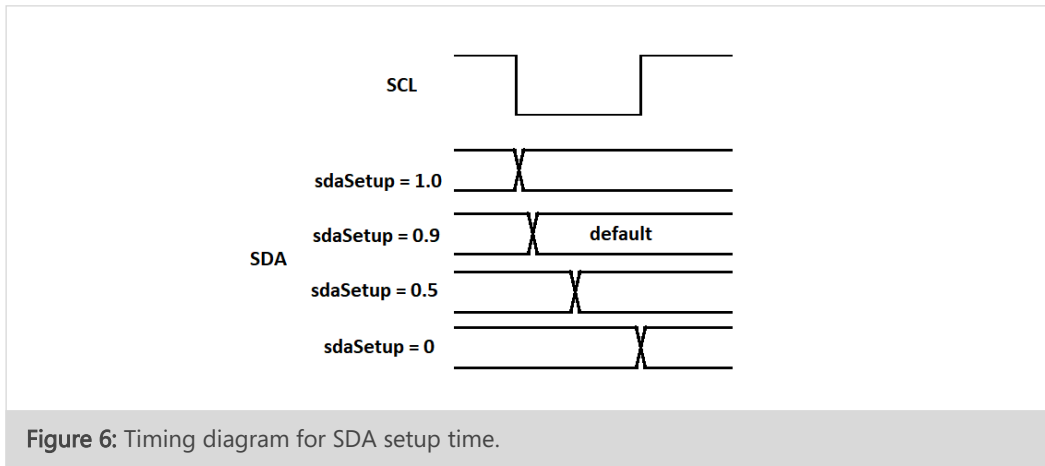 SCL
sdaSetup = 1.0
sdaSetup = 0.9 default
SDA
sdaSetup = 0.5
sdaSetup = 0
Figure 6: Timing diagram for SDA setup time.